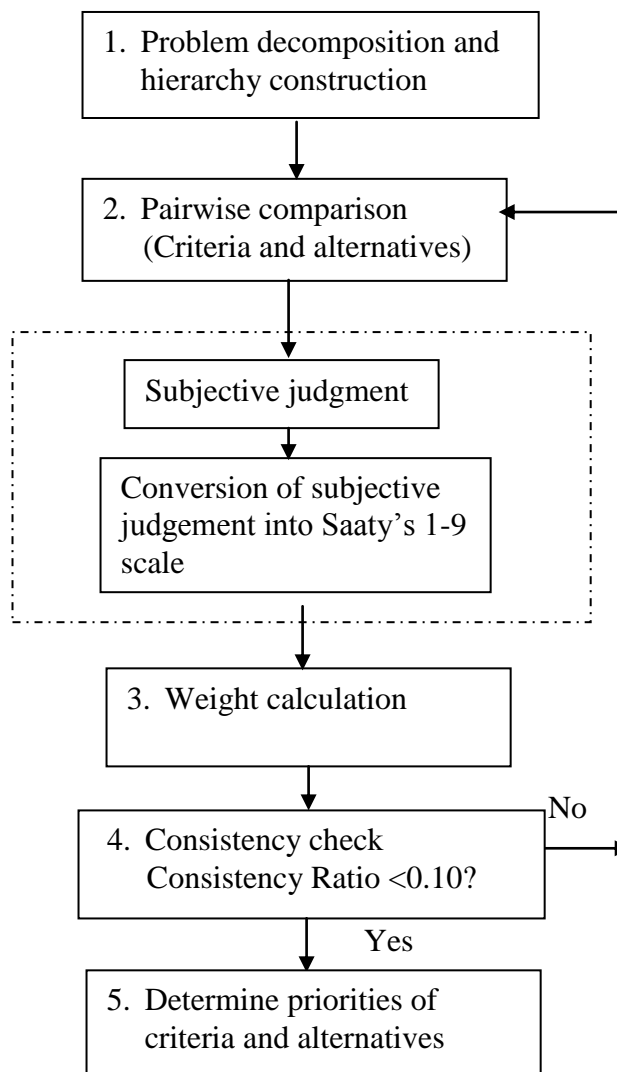 1. Problem decomposition and
hierarchy construction
2. Pairwise comparison
(Criteria and alternatives)
Subjective judgment
Conversion of subjective
judgement into Saaty’s 1-9
scale
3. Weight calculation
No
4. Consistency check
Consistency Ratio <0.10?
Yes
5. Determine priorities of
criteria and alternatives